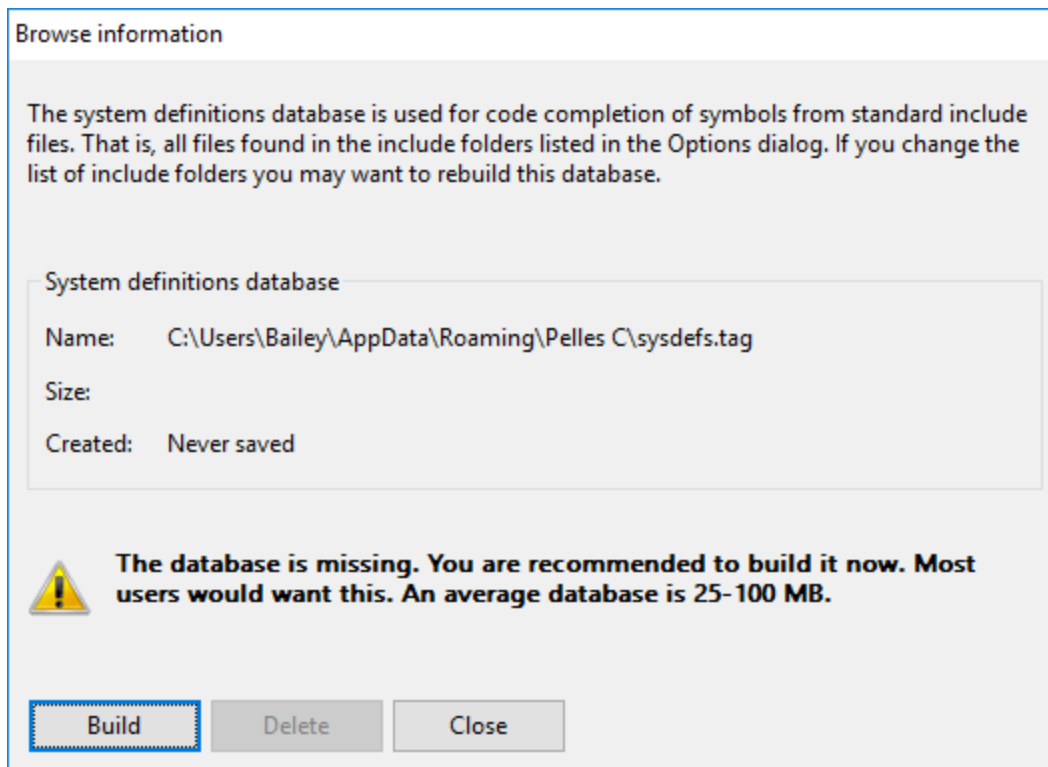 Browse information
The system definitions database is used for code completion of symbols from standard include
files. That is, all files found in the include folders listed in the Options dialog. If you change the
list of include folders you may want to rebuild this database.
System definitions database
Name: C:\Users\Bailey\AppData\Roaming\Pelles C\sysdefs.tag
Size:
Created: Never saved
The database is missing. You are recommended to build it now. Most
users would want this. An average database is 25-100 MB.
Build Delete Close